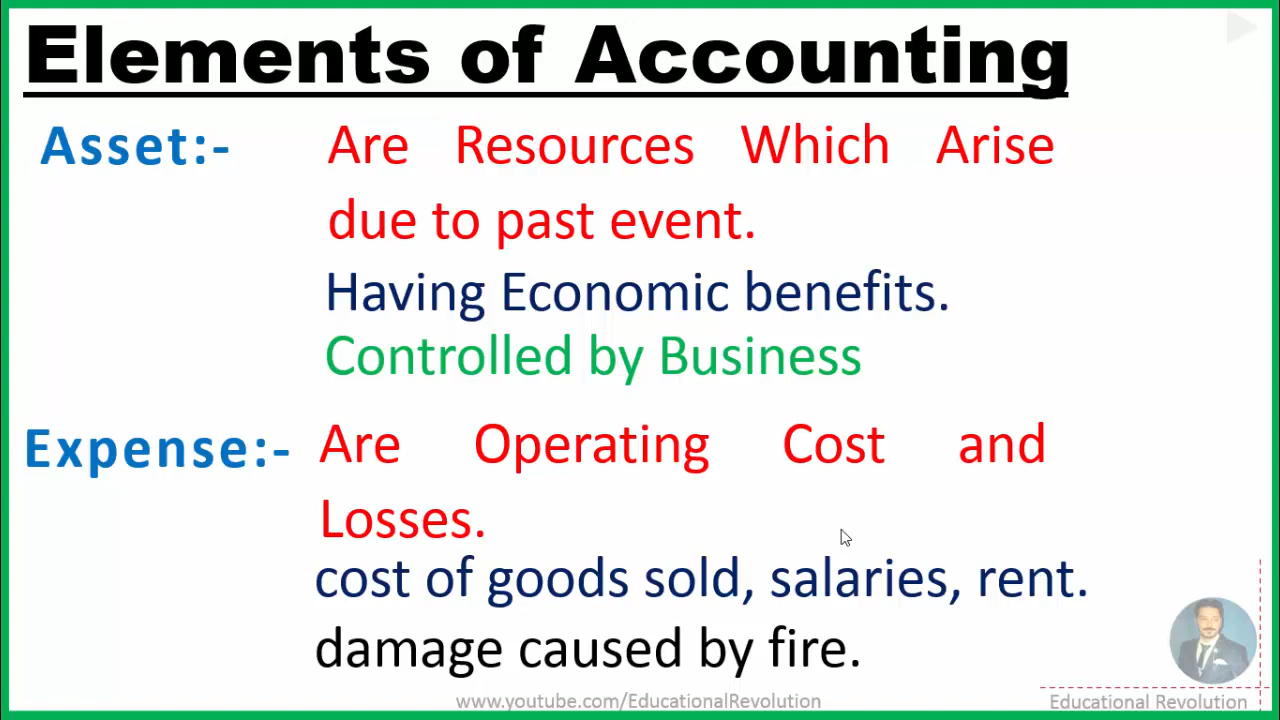 Elements of Accounting
Asset:- Are Resources Which Arise
due to past event.
Having Economic benefits.
Controlled by Business
Expense:- Are Operating Cost and
Losses.
cost of goods sold, salaries, rent.
damage caused by fire.
www.youtube.com/EducationalRevolution
Educational Revolution